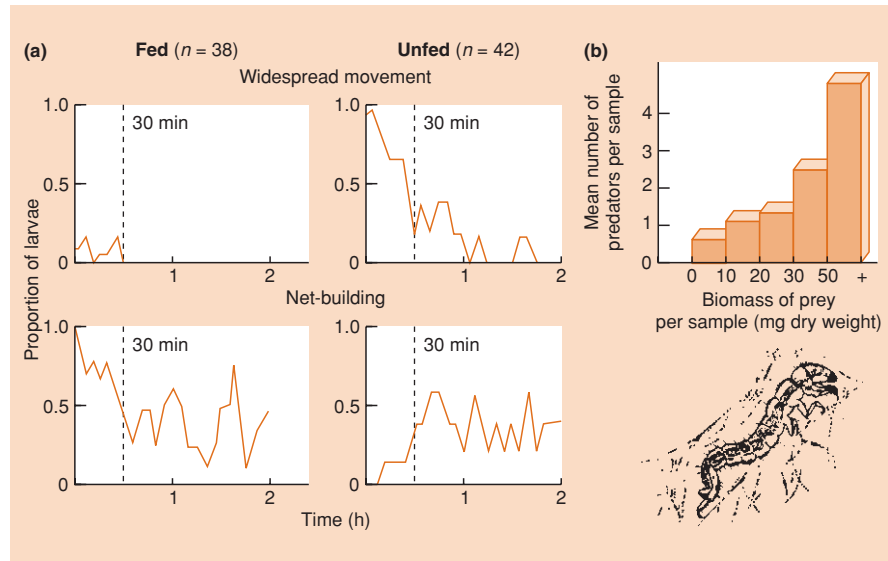 (a) Fed (n = 38) Unfed (n = 42)
Widespread movement
1.0
30 min
0.5
0
1 2
1.0
30 min
0.5
0
1 2
Proportion of larvae
Net-building
1.0
30 min
0.5
0
1 2
1.0
30 min
0.5
0
1 2
Time (h)
(b)
Mean number of
predators per sample
4
3
2
1
0
0 10 20 30 50 +
Biomass of prey
per sample (mg dry weight)